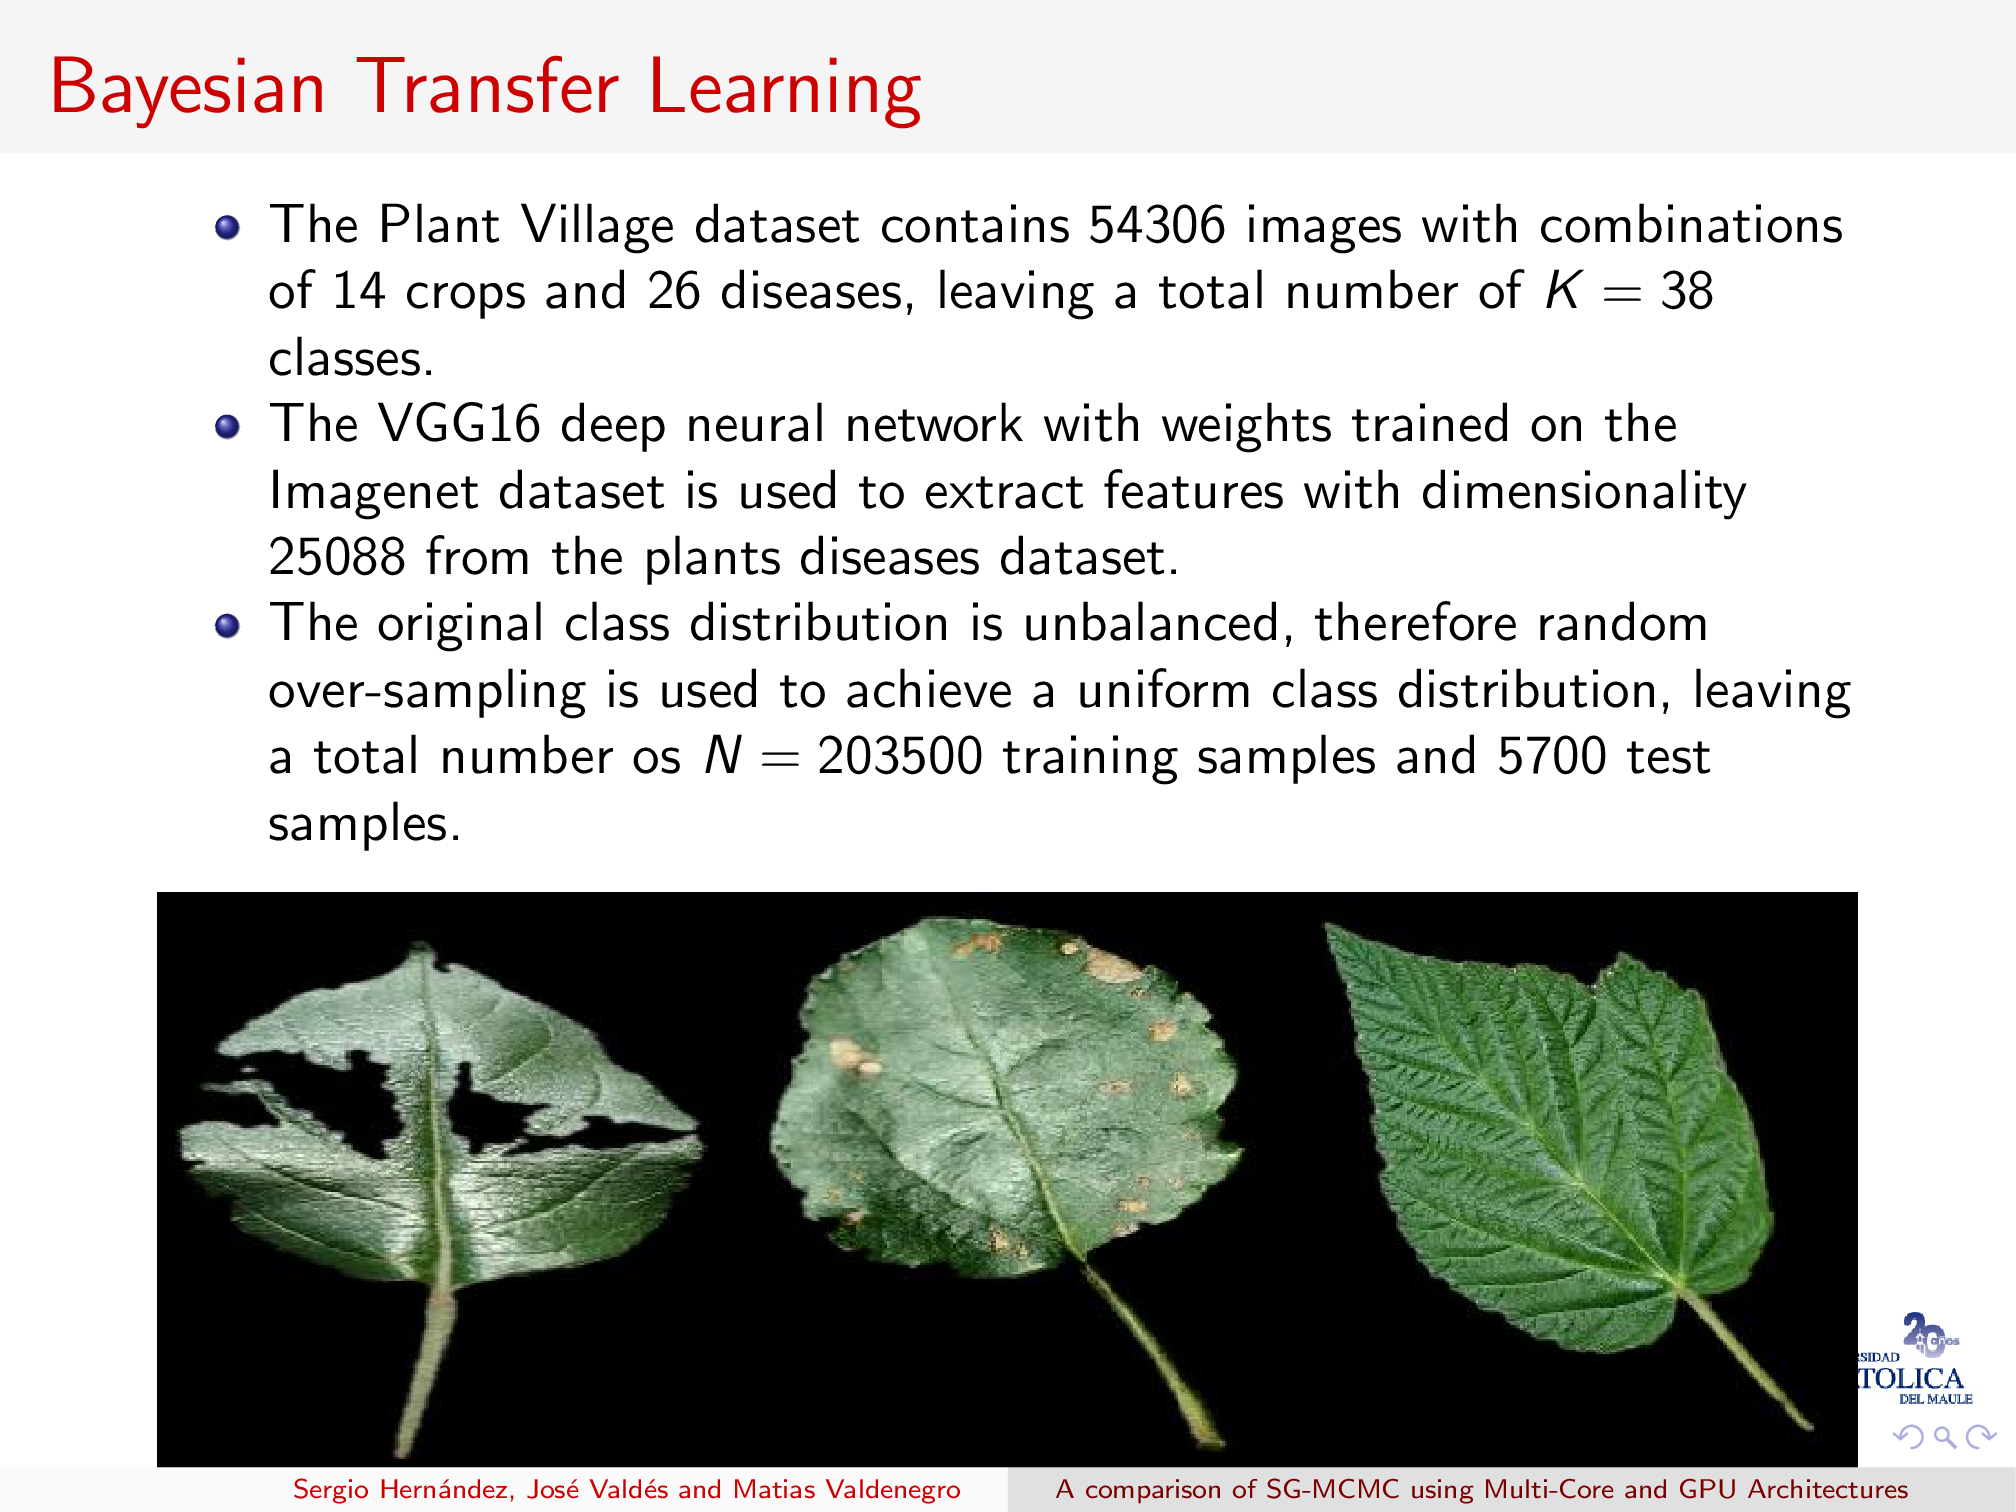 Bayesian Transfer Learning
The Plant Village dataset contains 54306 images with combinations
of 14 crops and 26 diseases, leaving a total number of K = 38
classes.
The VGG16 deep neural network with weights trained on the
Imagenet dataset is used to extract features with dimensionality
25088 from the plants diseases dataset.
The original class distribution is unbalanced, therefore random
over-sampling is used to achieve a uniform class distribution, leaving
a total number os N = 203500 training samples and 5700 test
samples.
20 años
RSIDAD
TOLICA
DEL MAULE
Sergio Hernández, José Valdés and Matias Valdenegro
A comparison of SG-MCMC using Multi-Core and GPU Architectures